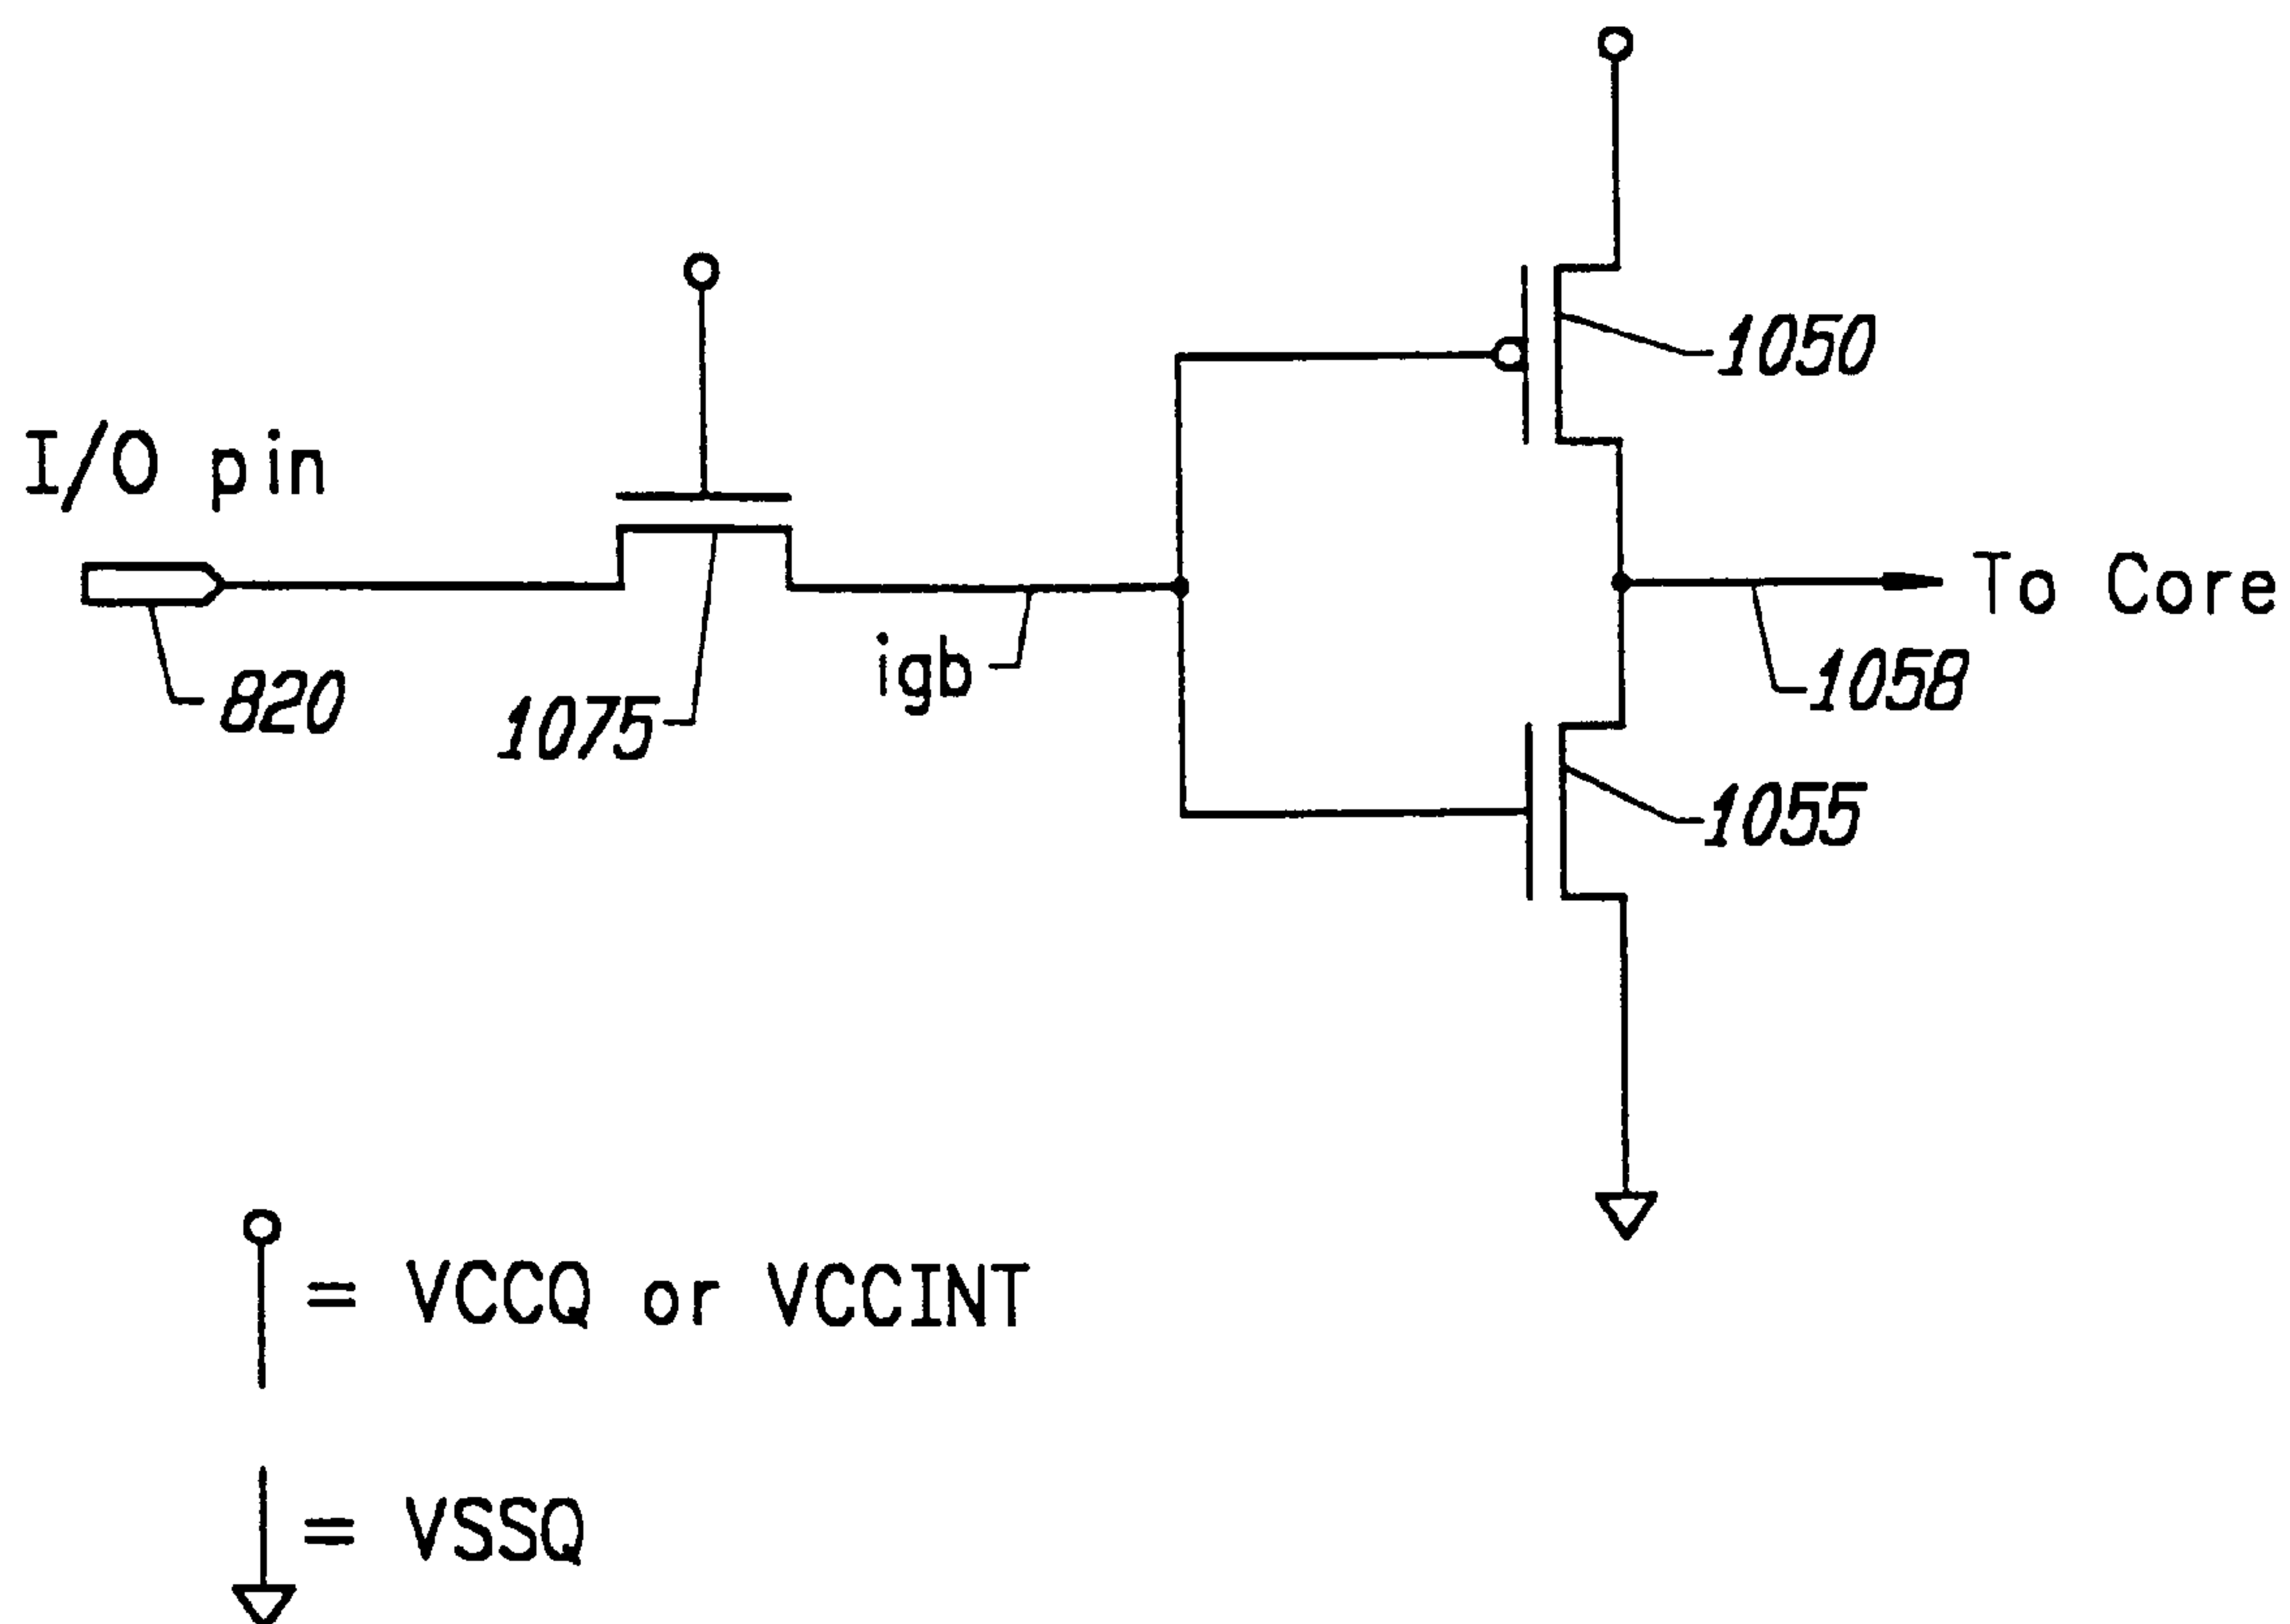 1050
I/O pin
To Core
igb
820
1075
1058
1055
= VCCQ or VCCINT
= VSSQ